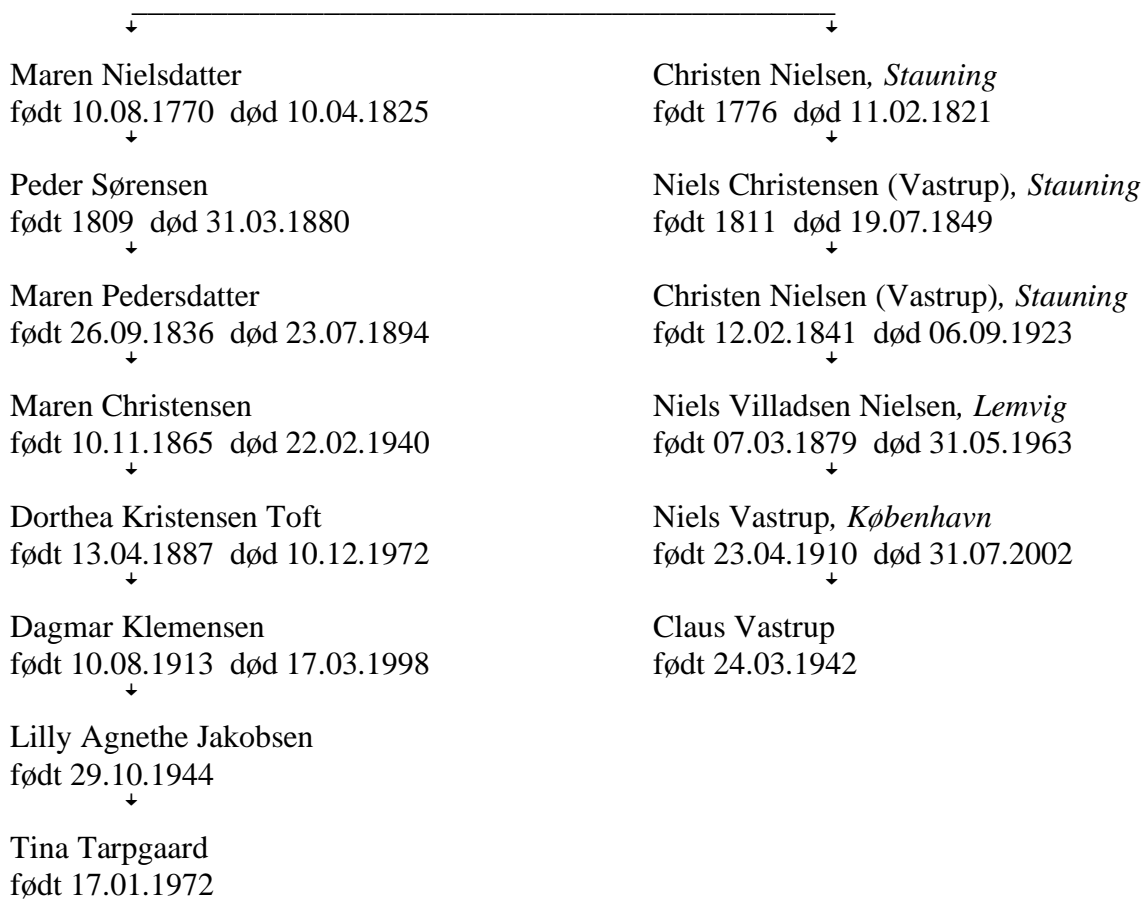 Maren Nielsdatter
født 10.08.1770 død 10.04.1825
Peder Sørensen
født 1809 død 31.03.1880
Maren Pedersdatter
født 26.09.1836 død 23.07.1894
Maren Christensen
født 10.11.1865 død 22.02.1940
Dorthea Kristensen Toft
født 13.04.1887 død 10.12.1972
Dagmar Klemensen
født 10.08.1913 død 17.03.1998
Lilly Agnethe Jakobsen
født 29.10.1944
Tina Tarpgaard
født 17.01.1972
Christen Nielsen, Stauning
født 1776 død 11.02.1821
Niels Christensen (Vastrup), Stauning
født 1811 død 19.07.1849
Christen Nielsen (Vastrup), Stauning
født 12.02.1841 død 06.09.1923
Niels Villadsen Nielsen, Lemvig
født 07.03.1879 død 31.05.1963
Niels Vastrup, København
født 23.04.1910 død 31.07.2002
Claus Vastrup
født 24.03.1942